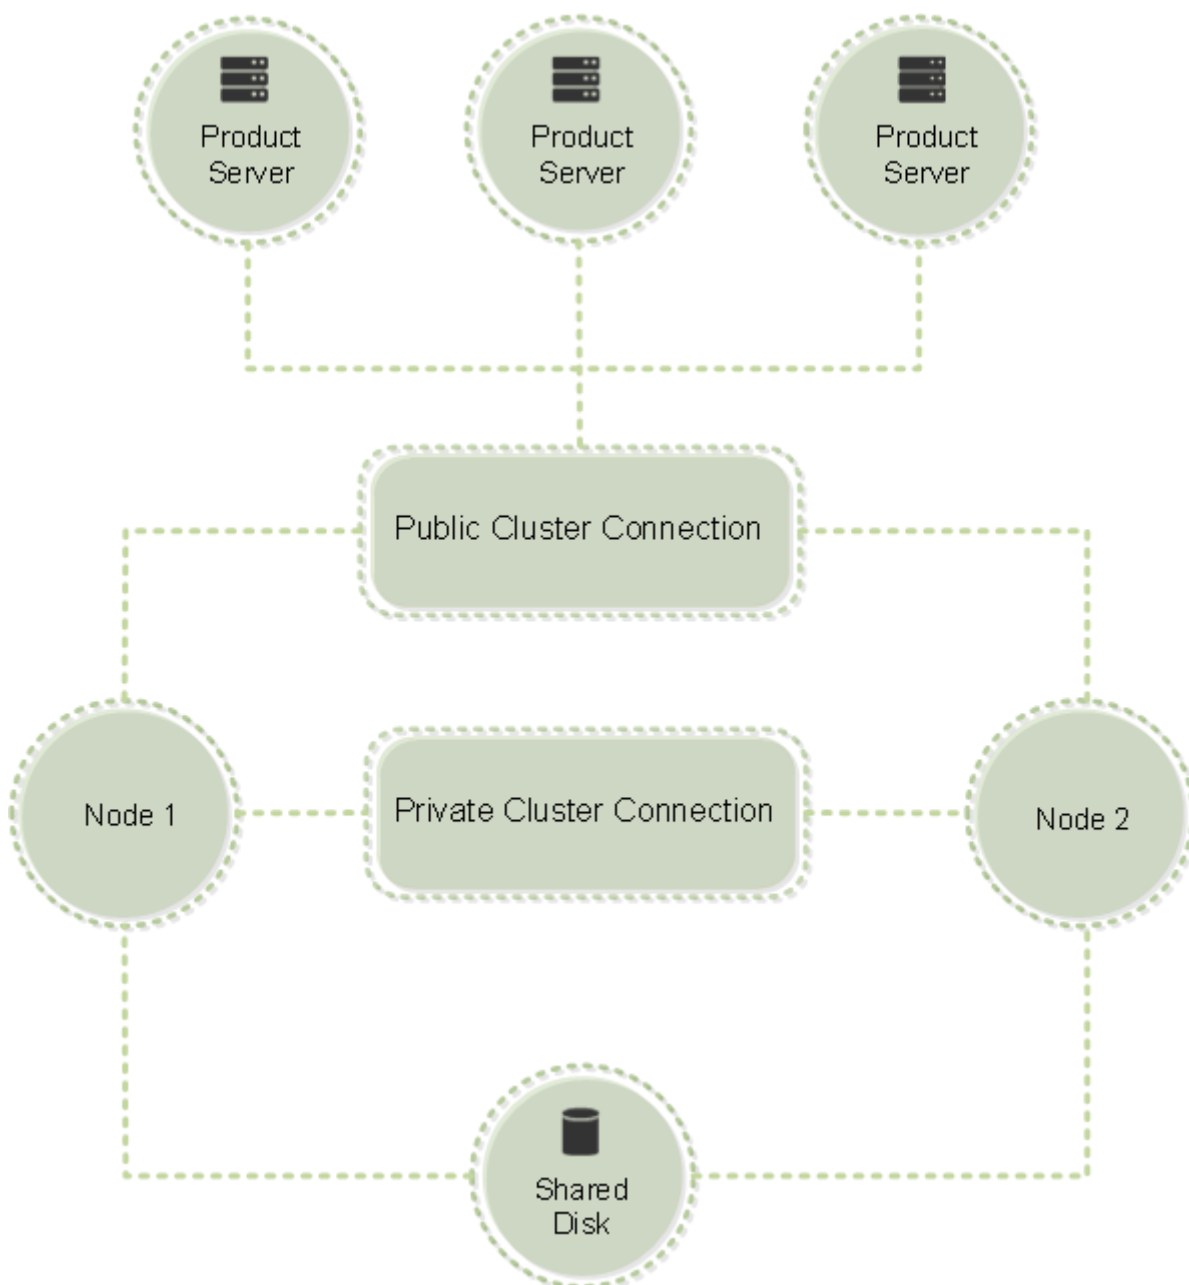 Product
Server
Product
Server
Product
Server
Public Cluster Connection
Node 1
Private Cluster Connection
Node 2
Shared
Disk